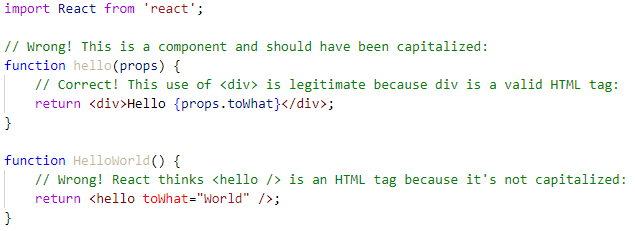 import React from 'react';
// Wrong! This is a component and should have been capitalized:
function hello(props) {
// Correct! This use of <div> is legitimate because div is a valid HTML tag:
return <div>Hello {props.toWhat}</div>;
}
function HelloWorld() {
// Wrong! React thinks <hello /> is an HTML tag because it's not capitalized:
return <hello toWhat="World" />;
}